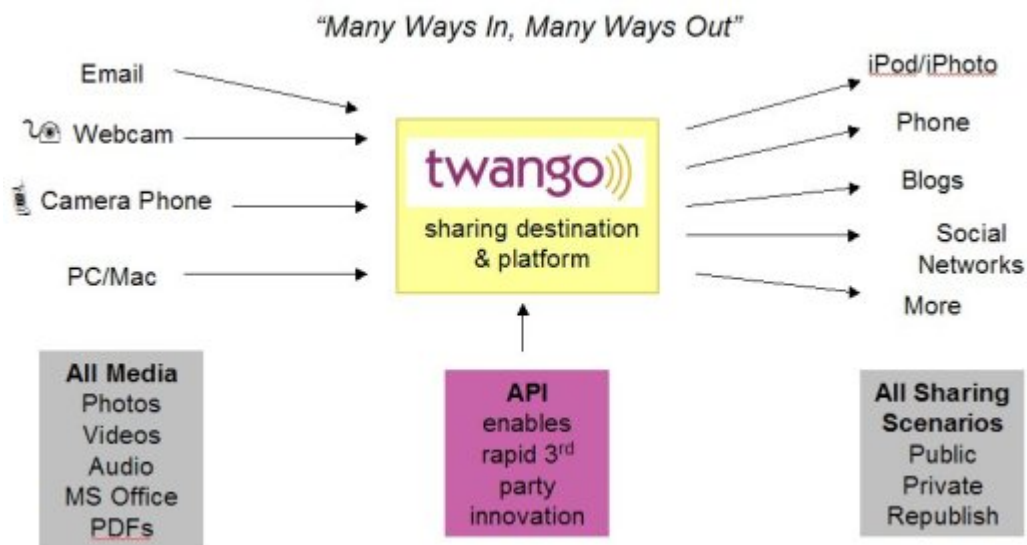 “Many Ways In, Many Ways Out”
Email
Webcam
Camera Phone
PC/Mac
twango
sharing destination
& platform
iPod/iPhoto
Phone
Blogs
Social
Networks
More
All Media
Photos
Videos
Audio
MS Office
PDFs
API
enables
rapid 3rd
party
innovation
All Sharing
Scenarios
Public
Private
Republish